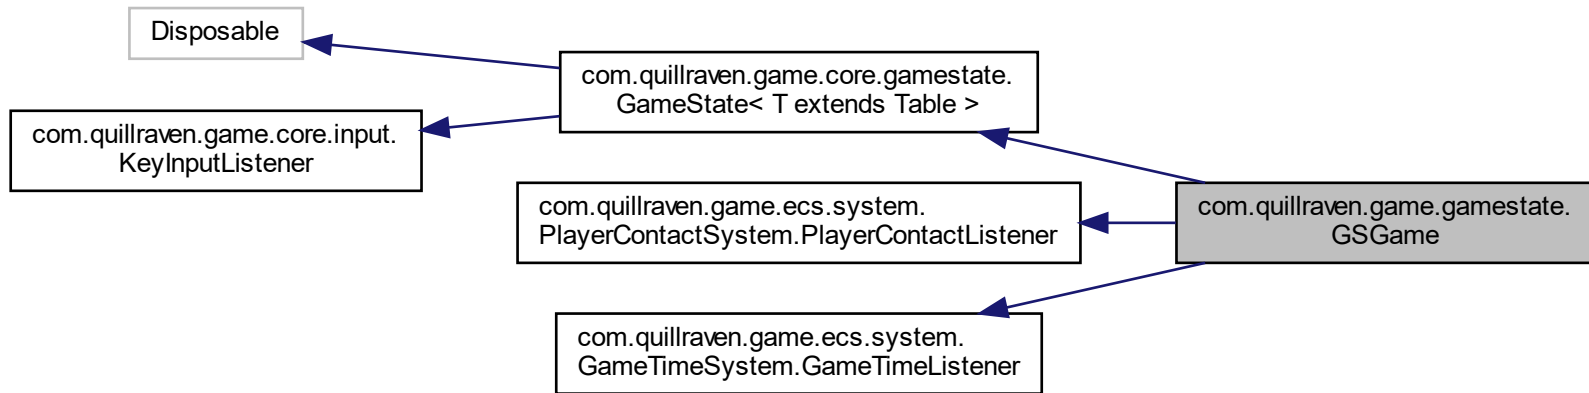 Disposable
com.quillraven.game.core.input.
KeyInputListener
com.quillraven.game.core.gamestate.
GameState< T extends Table >
com.quillraven.game.ecs.system.
PlayerContactSystem.PlayerContactListener
com.quillraven.game.ecs.system.
GameTimeSystem.GameTimeListener
com.quillraven.game.gamestate.
GSGame